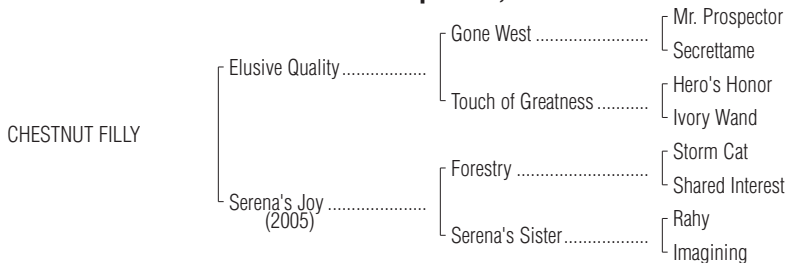 Mr. Prospector
Gone West ........................
Secrettame
Elusive Quality..................
Hero's Honor
Touch of Greatness ...........
Ivory Wand
CHESTNUT FILLY
Storm Cat
Forestry ............................
Shared Interest
Serena's Joy .....................
(2005)
Rahy
Serena's Sister..................
Imagining